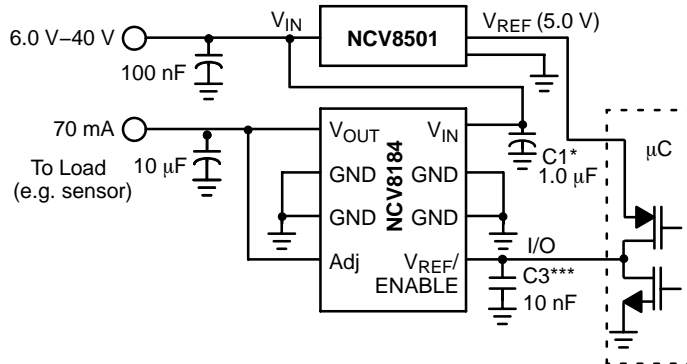 6.0 V–40 V
V_IN
NCV8501
V_REF (5.0 V)
100 nF
70 mA
V_OUT
V_IN
C1*
1.0 μF
μC
To Load
(e.g. sensor)
10 μF
GND
GND
NCV8184
GND
GND
I/O
Adj
V_REF/
ENABLE
C3***
10 nF